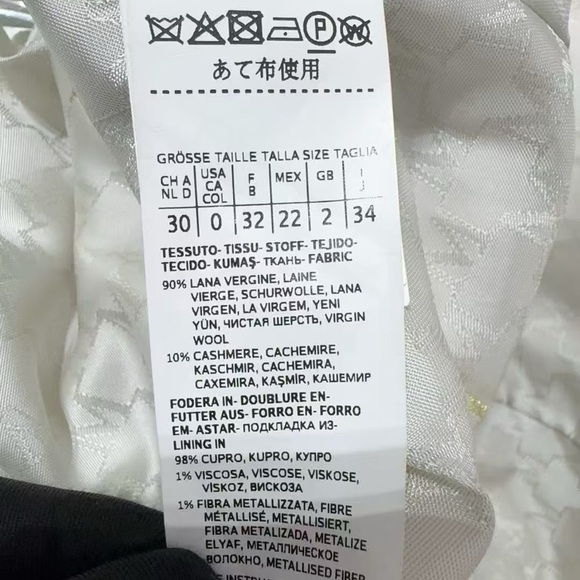 P W
あて布使用
GRÖSSE TAILLE TALLA SIZE TAGLIA
CH A NL D USA CA COL F B MEX GB I J
30 0 32 22 2 34
TESSUTO- TISSU- STOFF- TEJIDO-
TECIDO- KUMAŞ- ТКАНЬ- FABRIC
90% LANA VERGINE, LAINE
VIERGE, SCHURWOLLE, LANA
VIRGEN, LA VIRGEM, YENI
YÜN, ЧИСТАЯ ШЕРСТЬ, VIRGIN
WOOL
10% CASHMERE, CACHEMIRE,
KASCHMIR, CACHEMIRA,
CAXEMIRA, KAŞMİR, КАШЕМИР
FODERA IN- DOUBLURE EN-
FUTTER AUS- FORRO EN- FORRO
EM- ASTAR- ПОДКЛАДКА ИЗ-
LINING IN
98% CUPRO, KUPRO, КУПРО
1% VISCOSA, VISCOSE, VISKOSE,
VISKOZ, ВИСКОЗА
1% FIBRA METALLIZZATA, FIBRE
MÉTALLISÉ, METALLISIERT,
FIBRA METALIZADA, METALIZE
ELYAF, МЕТАЛЛИЧЕСКОЕ
ВОЛОКНО, METALLISED FIBER